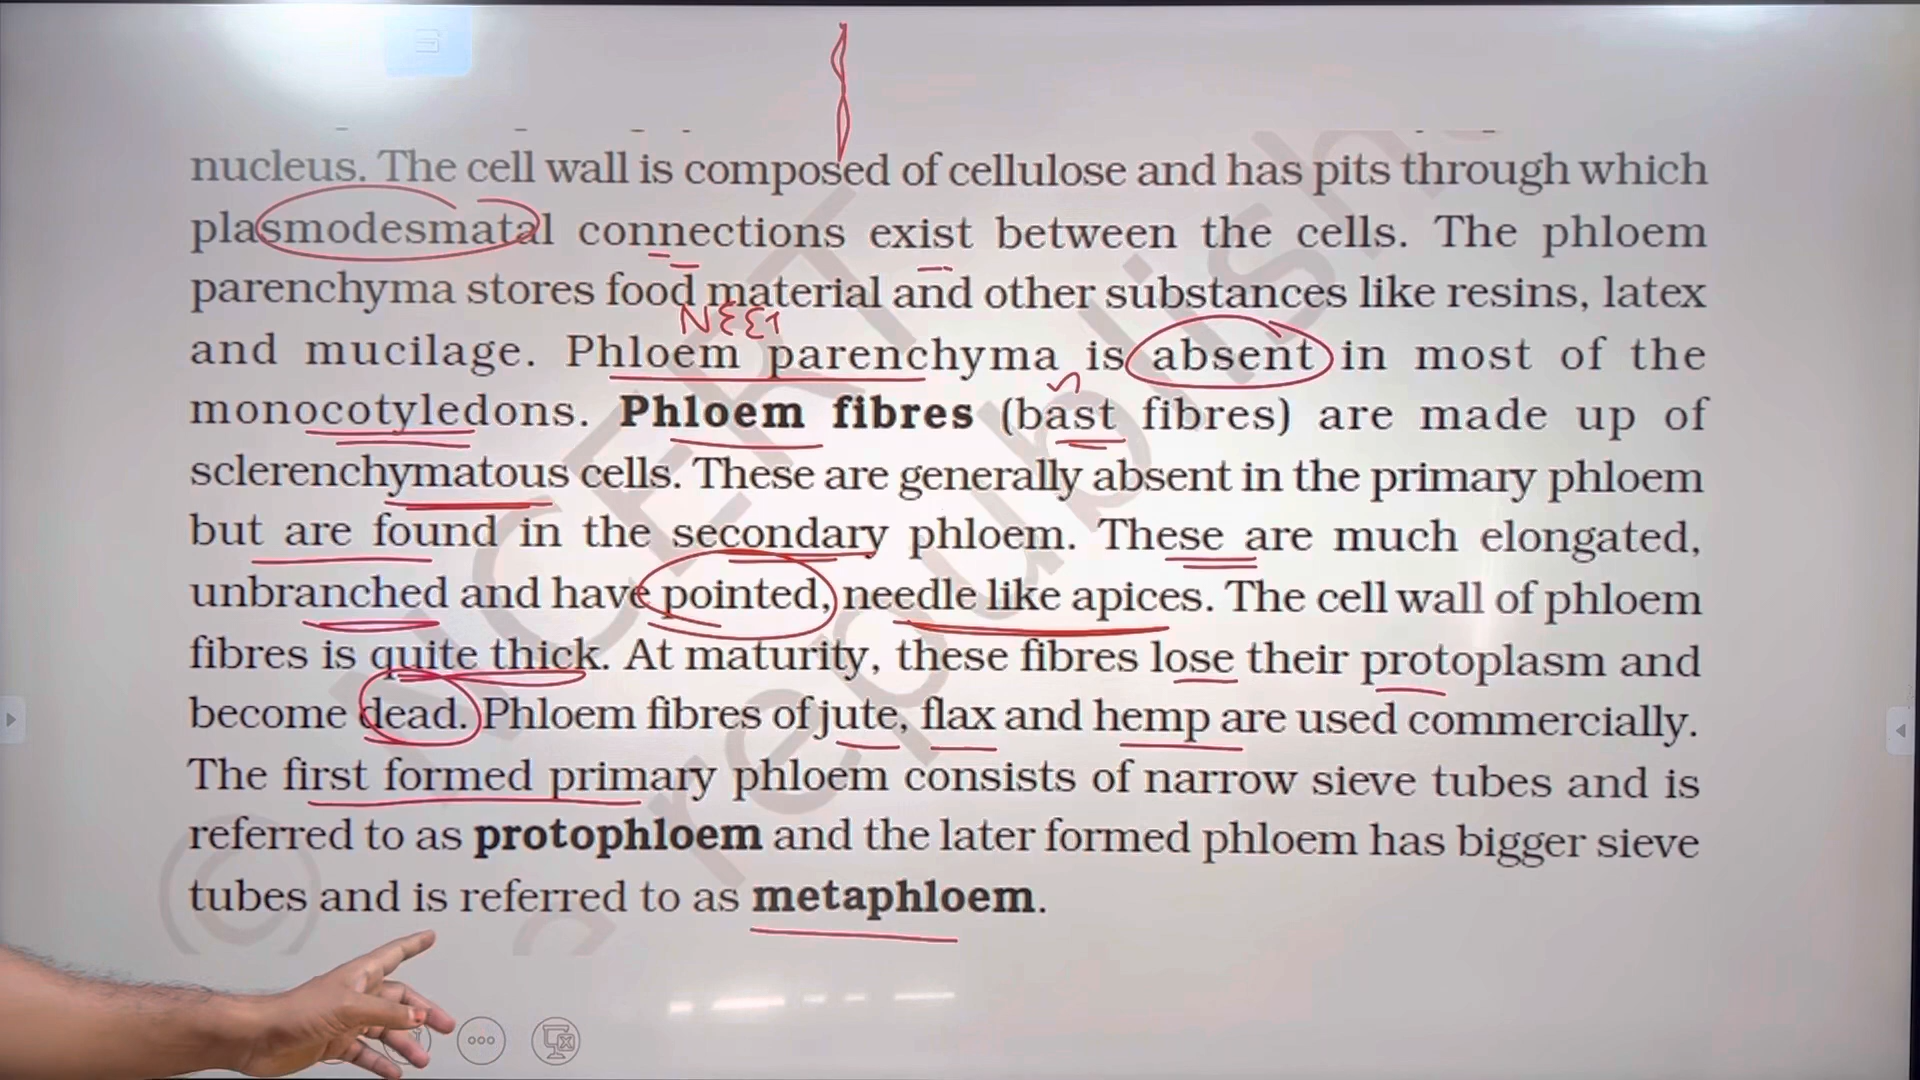 nucleus. The cell wall is composed of cellulose and has pits through which
plasmodesmatal connections exist between the cells. The phloem
parenchyma stores food material and other substances like resins, latex
NEET
and mucilage. Phloem parenchyma is absent in most of the
monocotyledons. Phloem fibres (bast fibres) are made up of
sclerenchymatous cells. These are generally absent in the primary phloem
but are found in the secondary phloem. These are much elongated,
unbranched and have pointed, needle like apices. The cell wall of phloem
fibres is quite thick. At maturity, these fibres lose their protoplasm and
become dead. Phloem fibres of jute, flax and hemp are used commercially.
The first formed primary phloem consists of narrow sieve tubes and is
referred to as protophloem and the later formed phloem has bigger sieve
tubes and is referred to as metaphloem.
© NCERT
republish